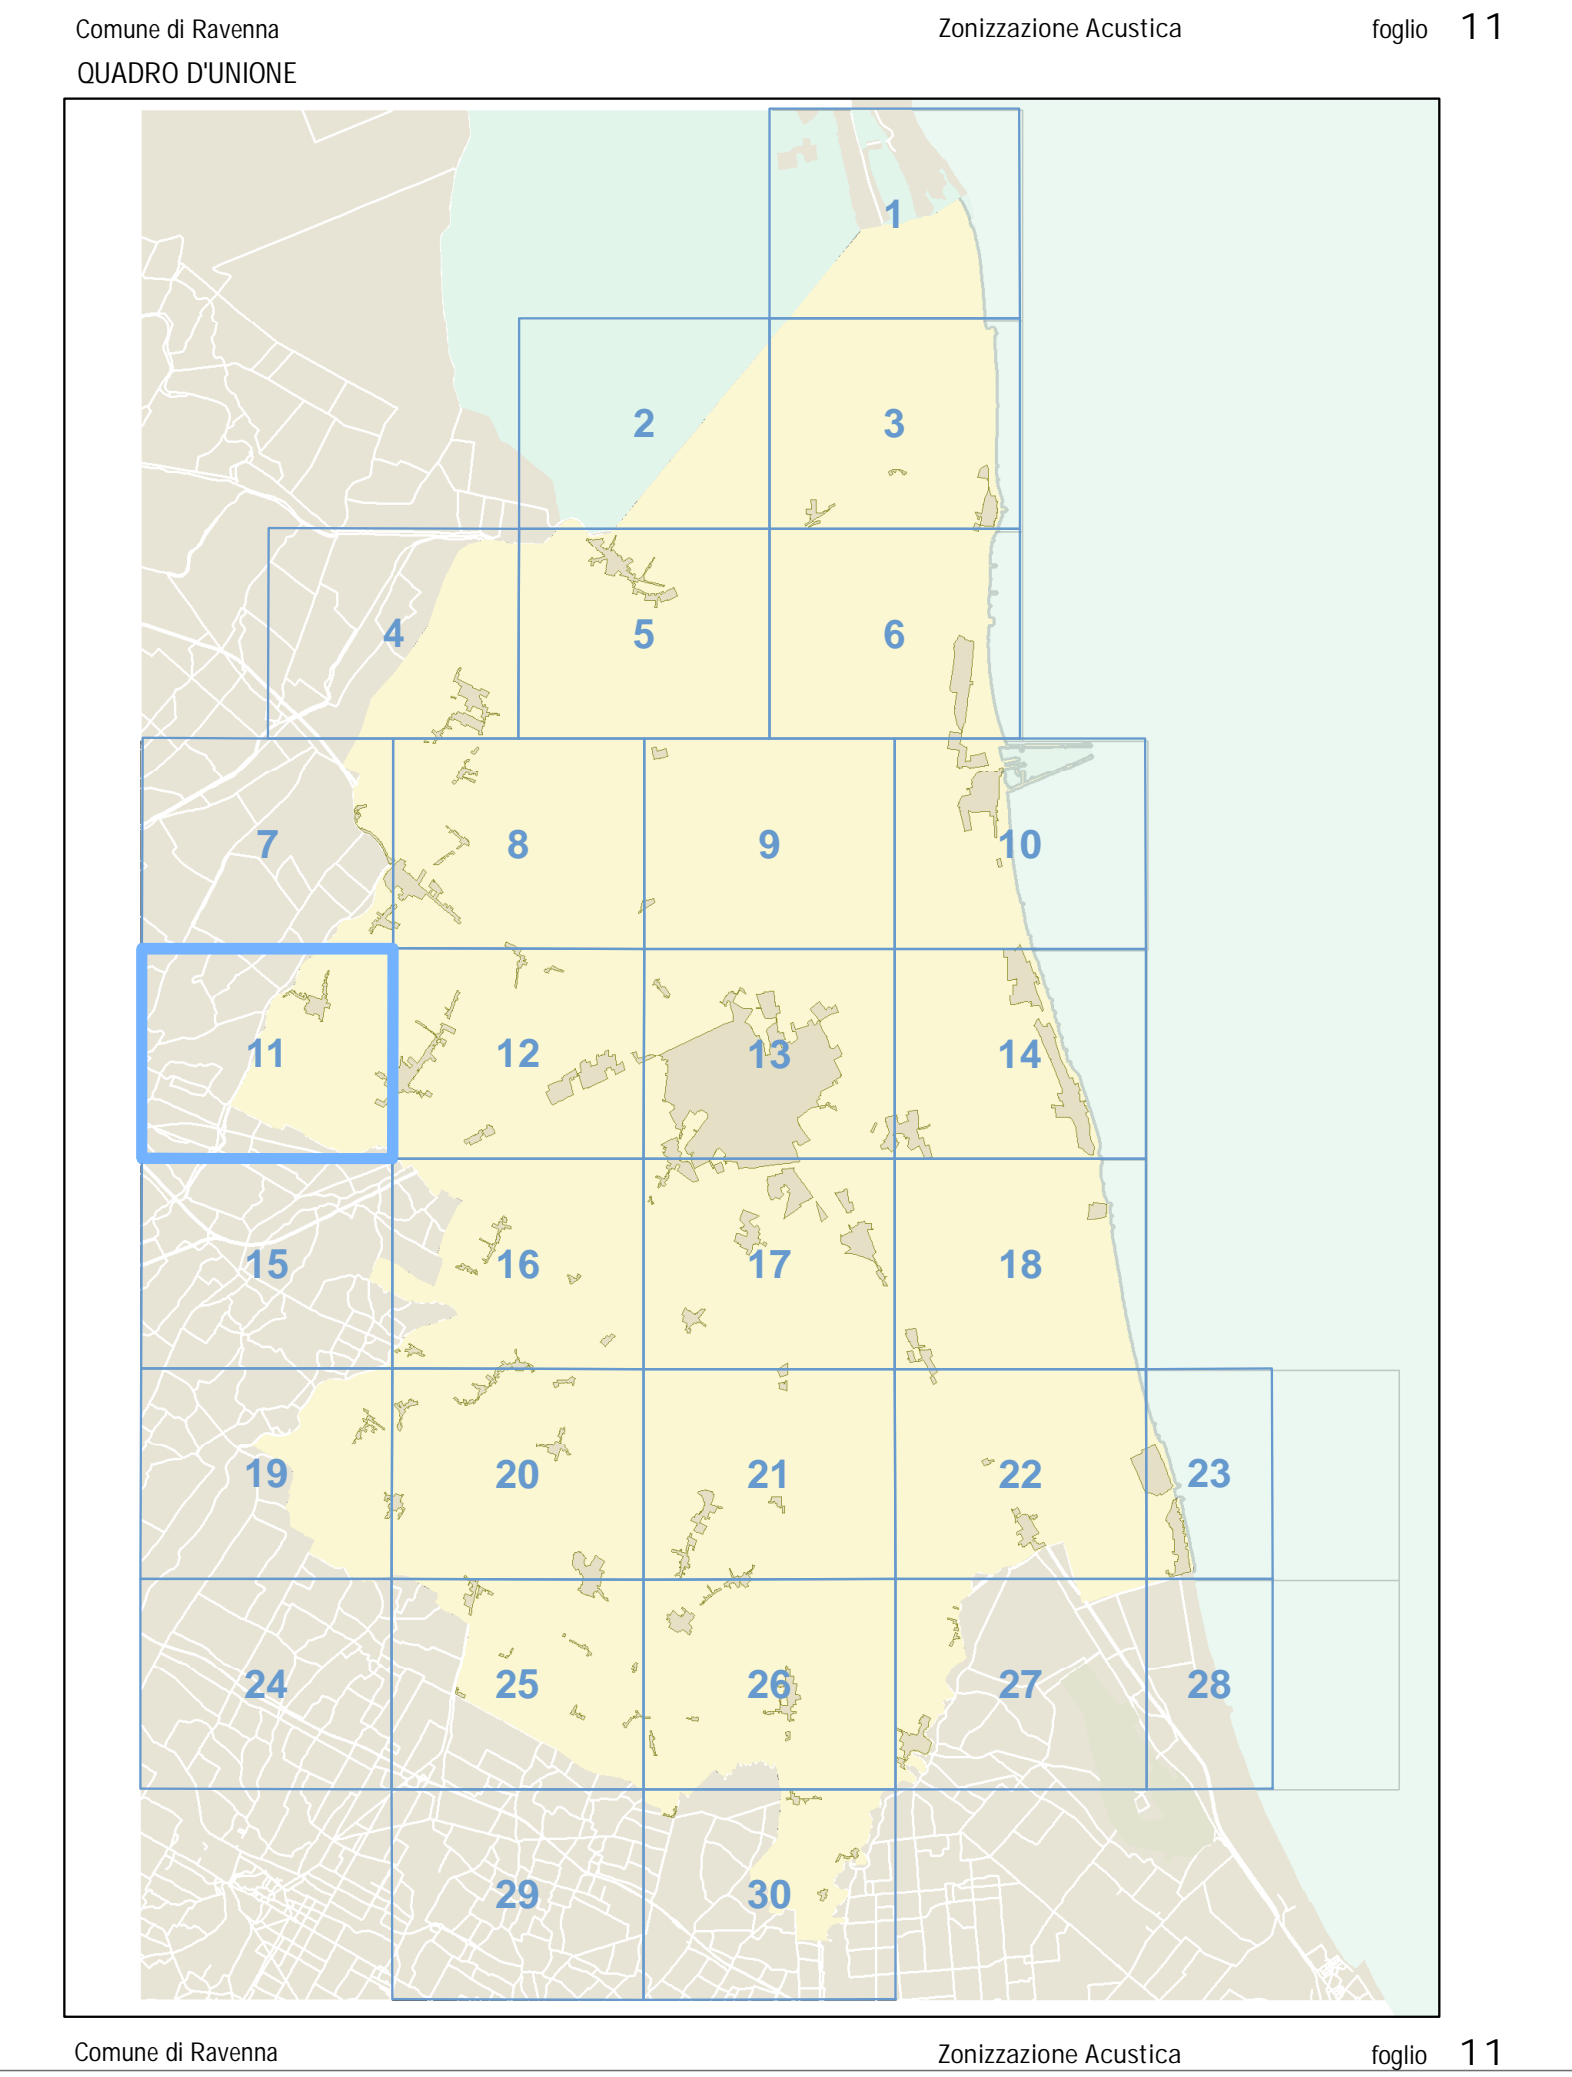 Comune di Ravenna Zonizzazione Acustica foglio 11
QUADRO D'UNIONE
1
2 3
4 5 6
7 8 9 10
11 12 13 14
15 16 17 18
19 20 21 22 23
24 25 26 27 28
29 30
Comune di Ravenna Zonizzazione Acustica foglio 11